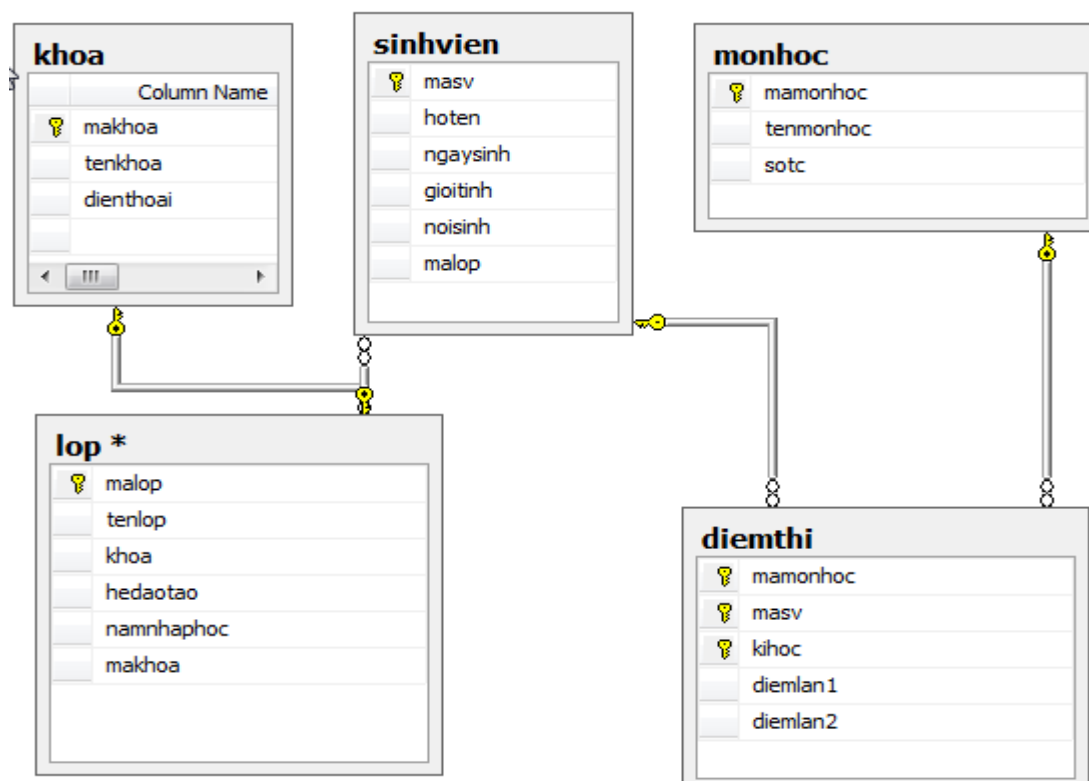 khoa
Column Name
makhoa
tenkhoa
dienthoai
sinhvien
masv
hoten
ngaysinh
gioitinh
noisinh
malop
monhoc
mamonhoc
tenmonhoc
sotc
lop *
malop
tenlop
khoa
hedaotao
namnhaphoc
makhoa
diemthi
mamonhoc
masv
kihoc
diemlan1
diemlan2